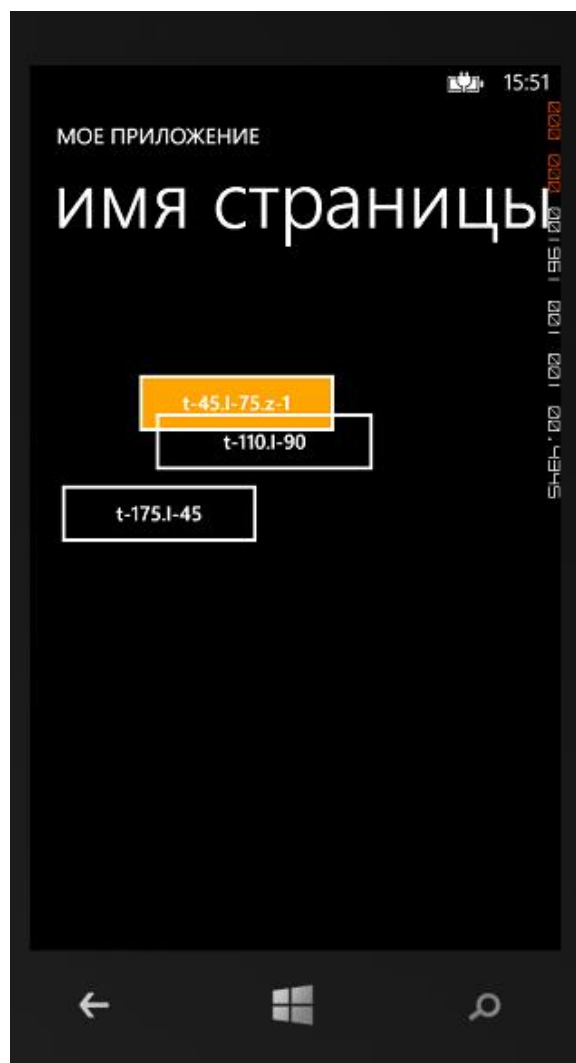 15:51
МОЕ ПРИЛОЖЕНИЕ
имя страницы
t-45.l-75.z-1
t-110.l-90
t-175.l-45